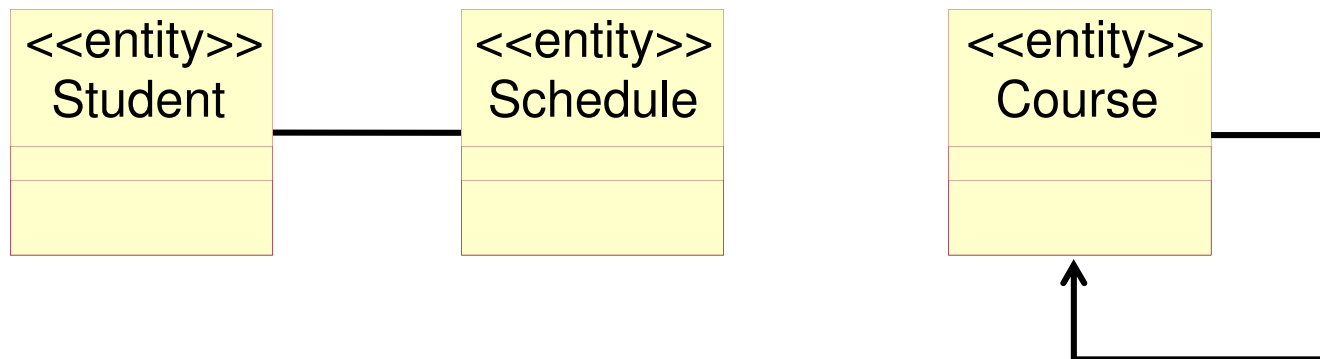 <<entity>>
Student
<<entity>>
Schedule
<<entity>>
Course